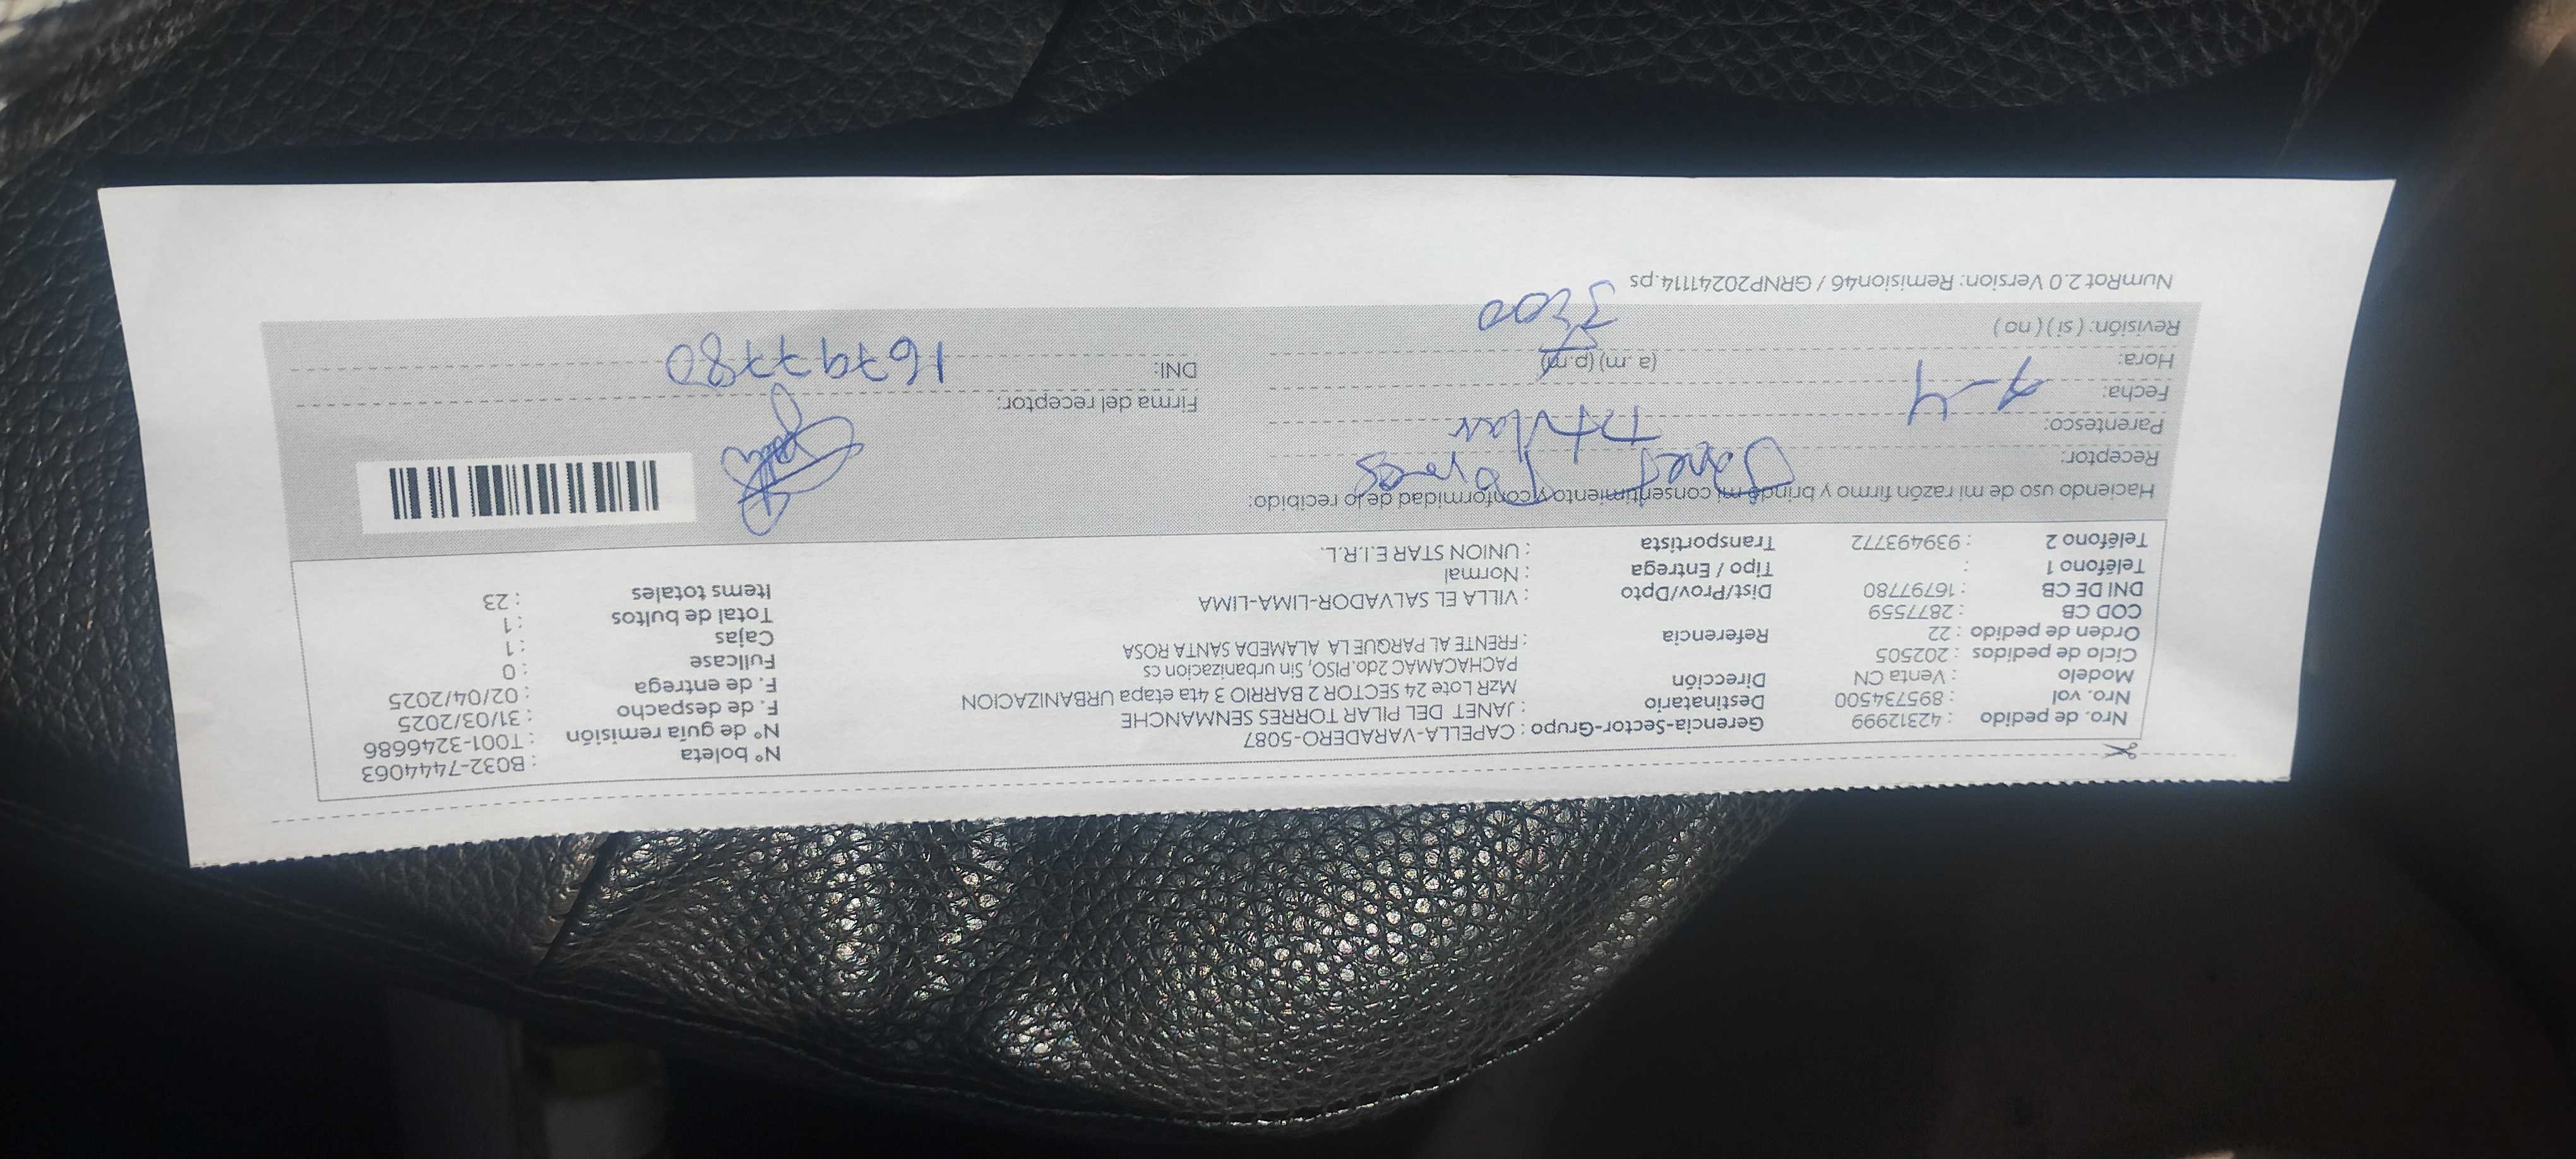 Nro. de pedido : 42312999
Nro. vol : 895734500
Modelo : Venta CN
Ciclo de pedidos : 202505
Orden de pedido : 22
COD CB : 2877559
DNI DE CB : 16797780
Teléfono 1 :
Teléfono 2 : 939493772
Gerencia-Sector-Grupo : CAPELLA-VARADERO-5087
Destinatario : JANET DEL PILAR TORRES SENMANCHE
Dirección MzR Lote 24 SECTOR 2 BARRIO 3 4ta etapa URBANIZACION
PACHACAMAC 2do.PISO, Sin urbanizacion cs
Referencia : FRENTE AL PARQUE LA ALAMEDA SANTA ROSA
Dist/Prov/Dpto : VILLA EL SALVADOR-LIMA-LIMA
Tipo / Entrega : Normal
Transportista : UNION STAR E.I.R.L.
N° boleta : B032-7444063
N° de guía remisión : T001-3246686
F. de despacho : 31/03/2025
F. de entrega : 02/04/2025
Fullcase : 0
Cajas : 1
Total de bultos : 1
Items totales : 23
Haciendo uso de mi razón firmo y brindo mi consentimiento y conformidad de lo recibido:
Receptor: Janet Torres
Parentesco: Titular
Fecha:
Hora: (a.m) (p.m)
Revisión: ( si ) ( no )
Firma del receptor:
DNI: 16797780
NumRot 2.0 Version: Remision46 / GRNP20241114.ps